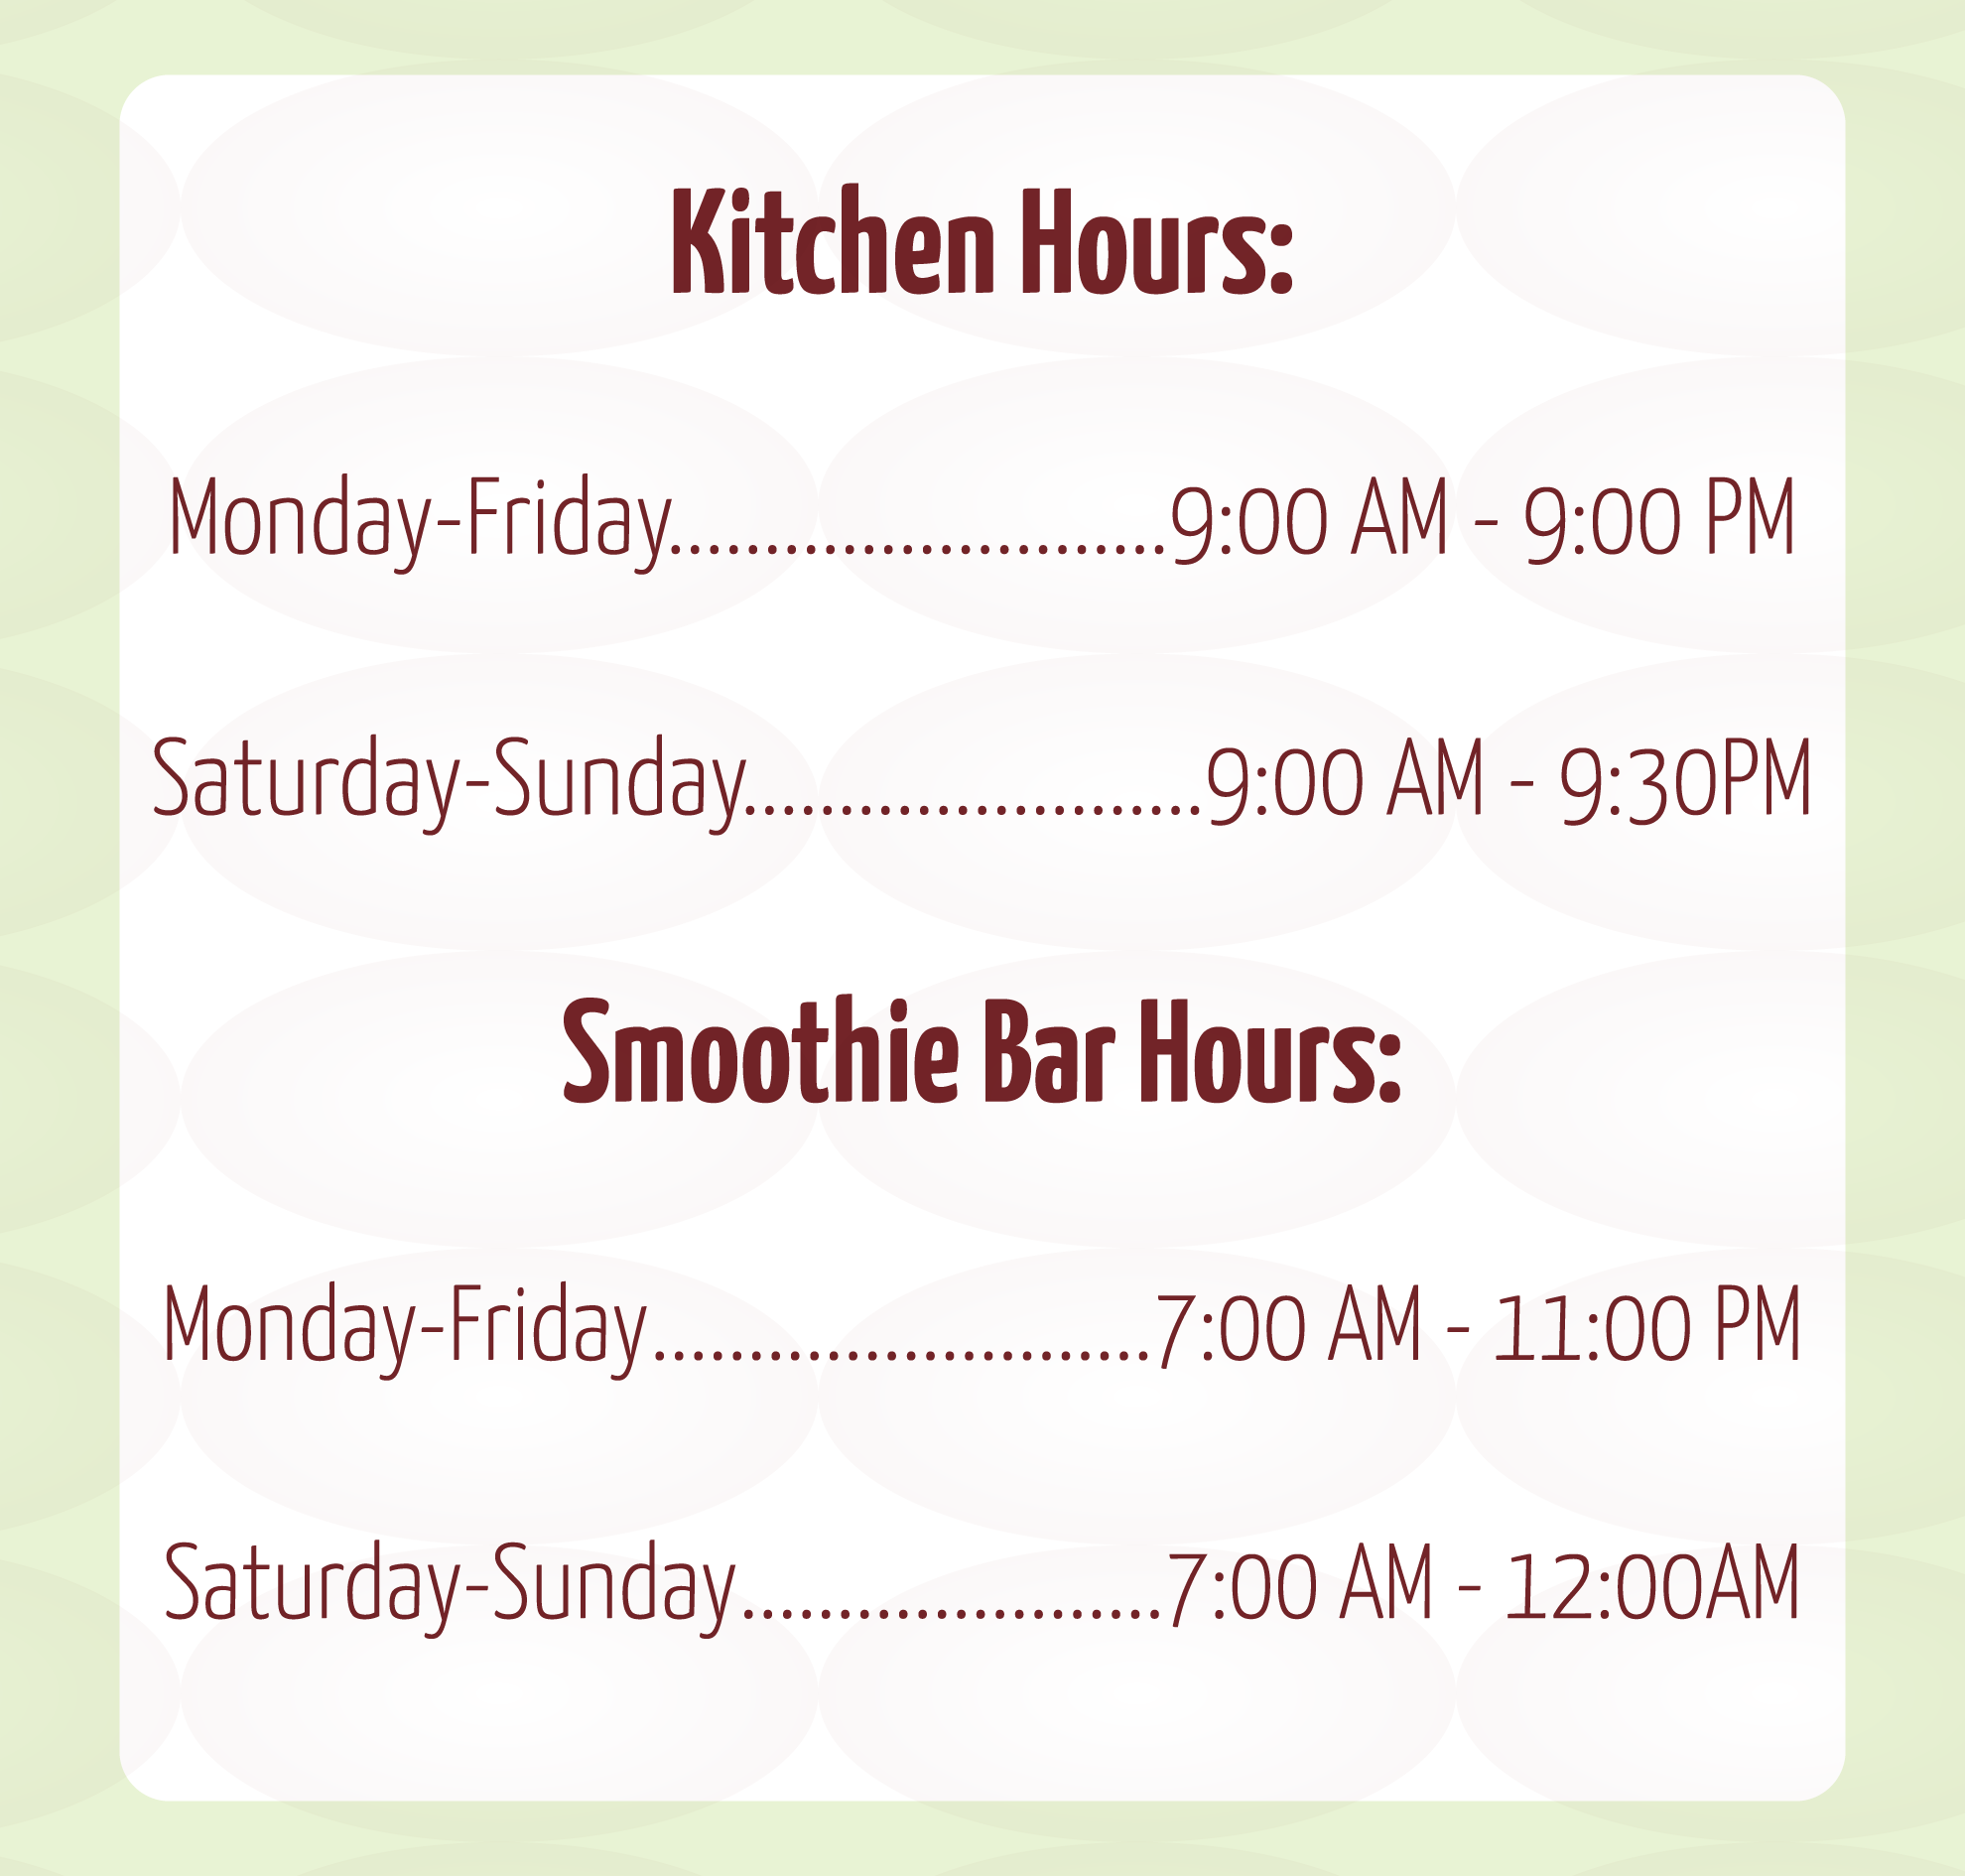 Kitchen Hours:
Monday-Friday..........................9:00 AM - 9:00 PM
Saturday-Sunday........................9:00 AM - 9:30PM
Smoothie Bar Hours:
Monday-Friday..........................7:00 AM - 11:00 PM
Saturday-Sunday......................7:00 AM - 12:00AM